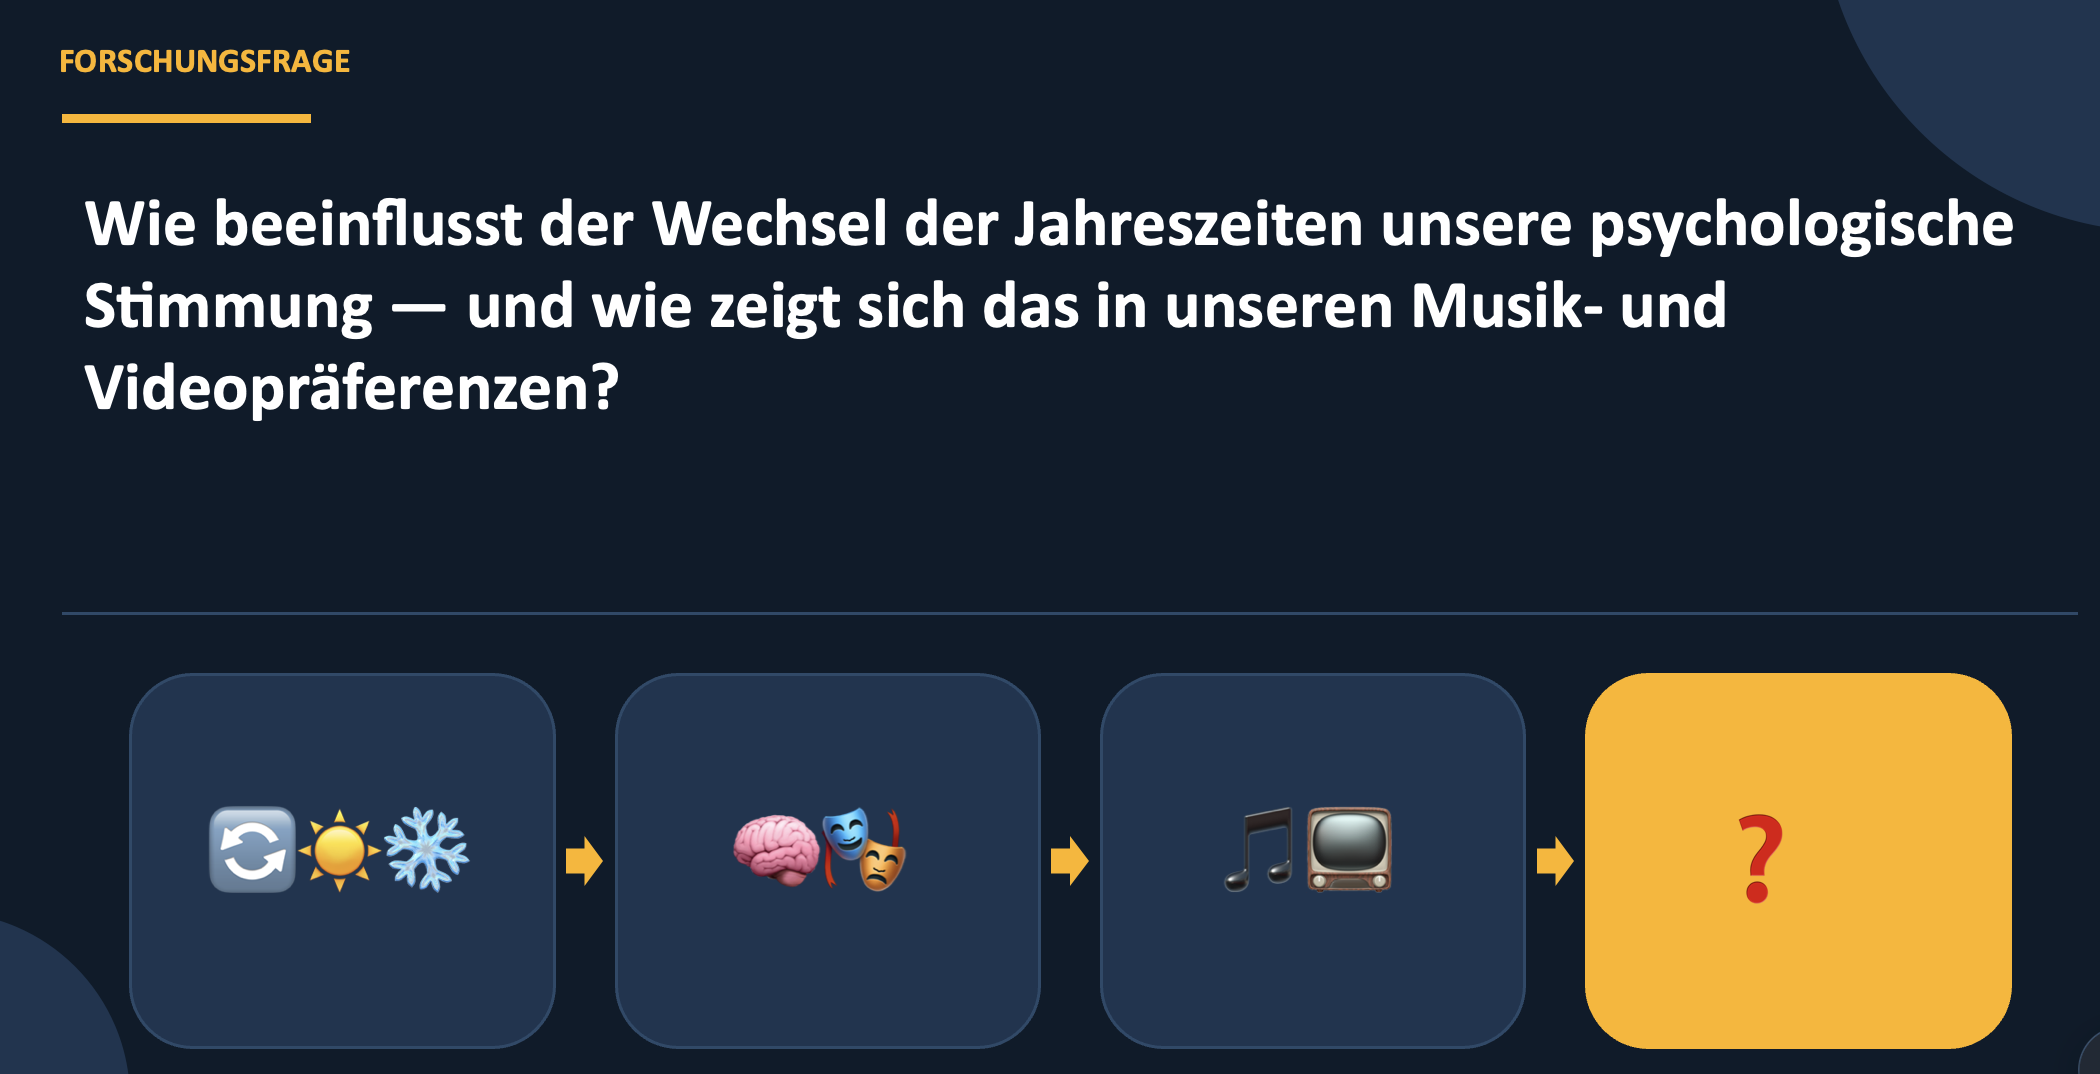 FORSCHUNGSFRAGE
Wie beeinflusst der Wechsel der Jahreszeiten unsere psychologische
Stimmung — und wie zeigt sich das in unseren Musik- und
Videopräferenzen?
?